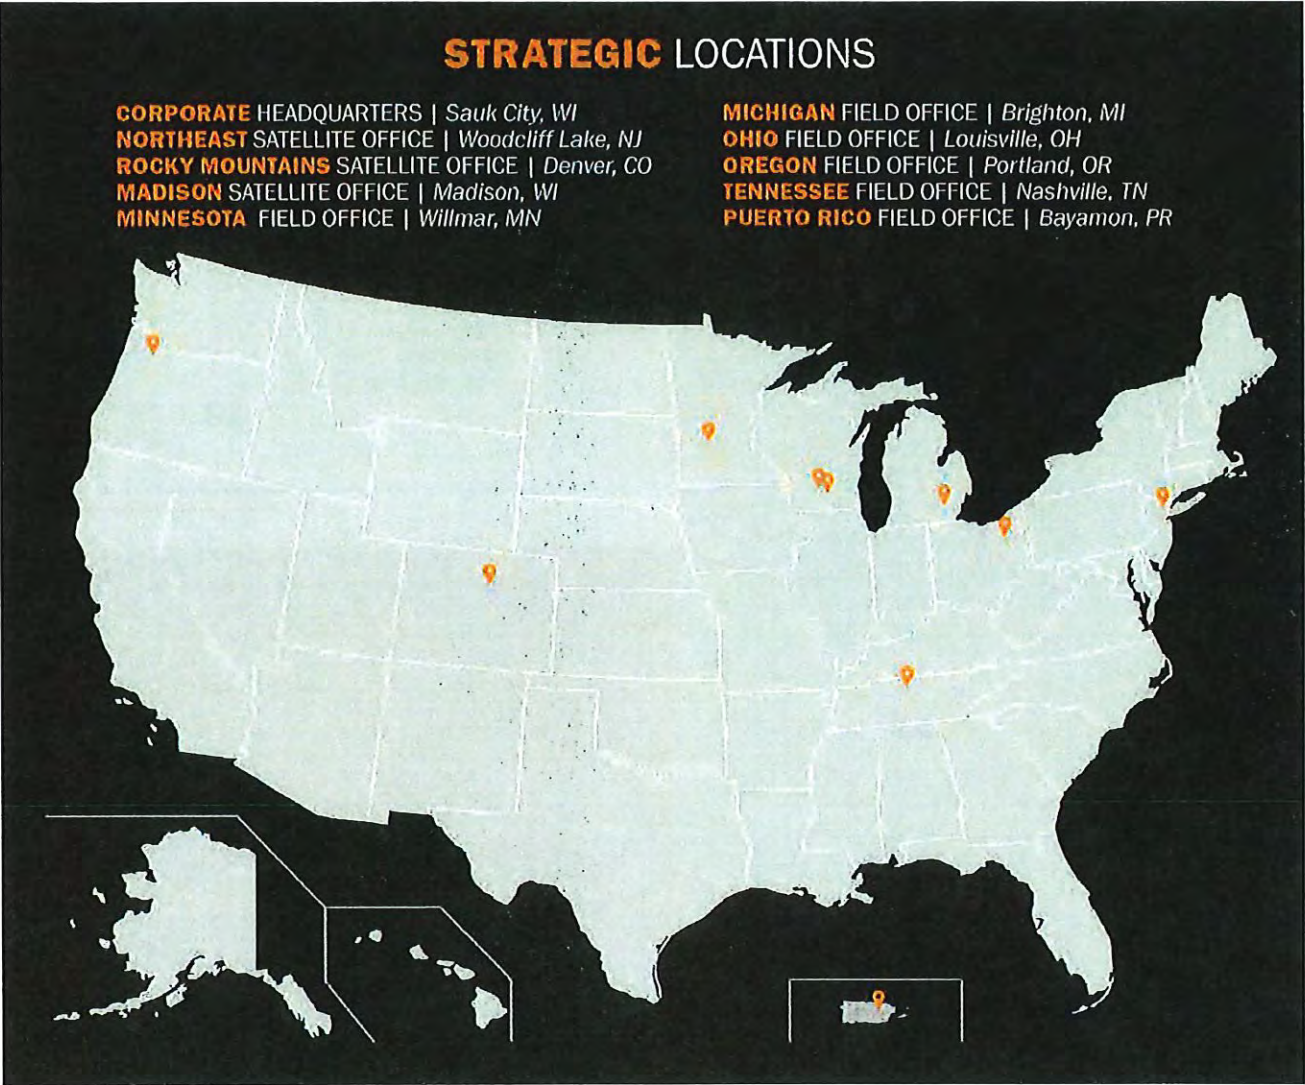 STRATEGIC LOCATIONS
CORPORATE HEADQUARTERS | Sauk City, WI
NORTHEAST SATELLITE OFFICE | Woodcliff Lake, NJ
ROCKY MOUNTAINS SATELLITE OFFICE | Denver, CO
MADISON SATELLITE OFFICE | Madison, WI
MINNESOTA FIELD OFFICE | Willmar, MN
MICHIGAN FIELD OFFICE | Brighton, MI
OHIO FIELD OFFICE | Louisville, OH
OREGON FIELD OFFICE | Portland, OR
TENNESSEE FIELD OFFICE | Nashville, TN
PUERTO RICO FIELD OFFICE | Bayamon, PR